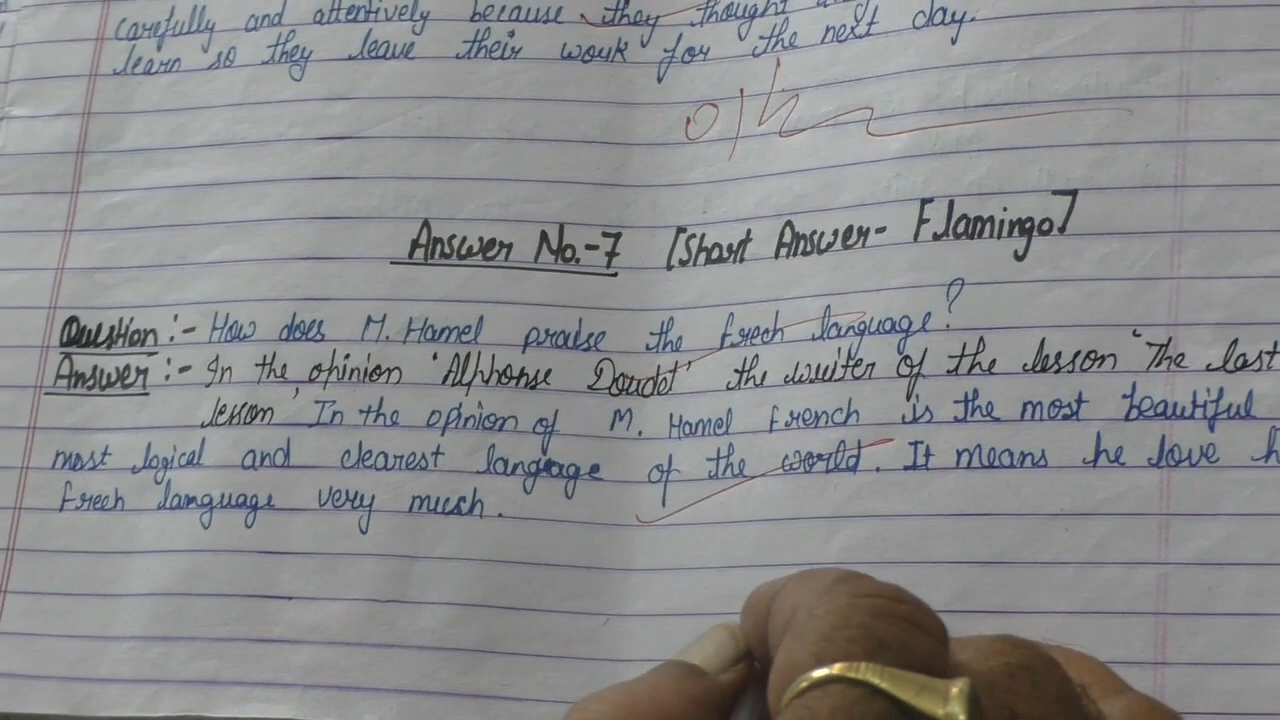 carefully and attentively because they thought
learn so they leave their work for the next day.
Answer No.-7 [Short Answer- Flamingo]
Question:- How does M. Hamel praise the frech language?
Answer:- In the opinion 'Alphonse Doudot' the writer of the lesson "The last
lesson' In the opinion of M. Hamel French is the most beautiful
most logical and clearest language of the world. It means he love
frech language very much.